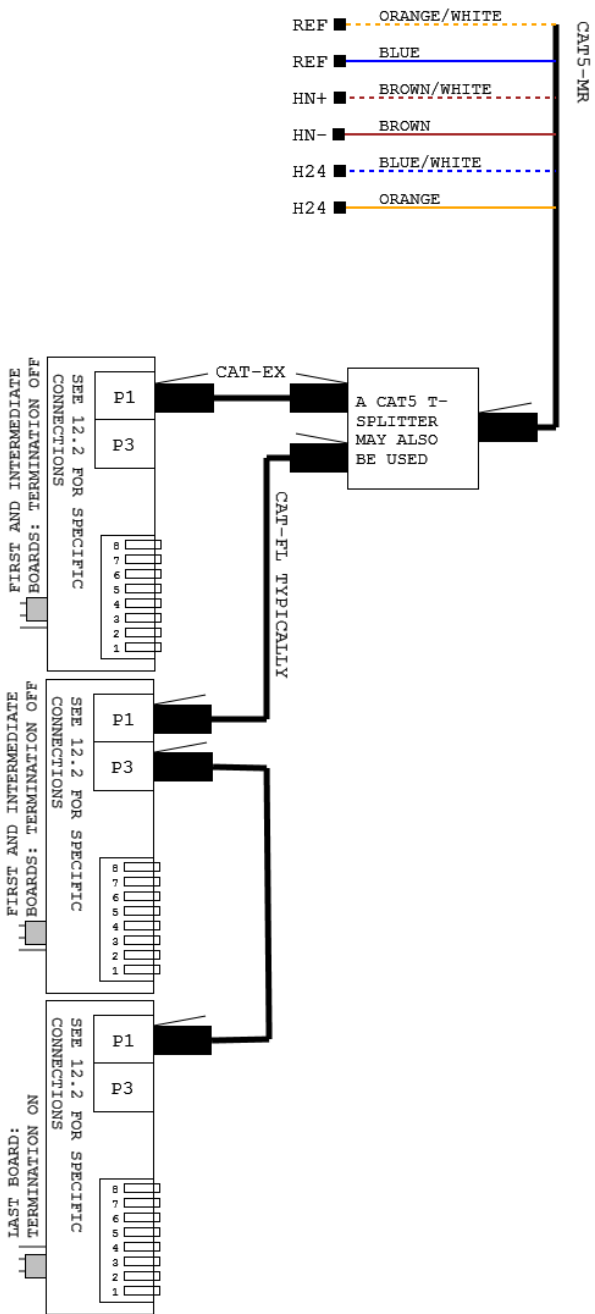 REF ORANGE/WHITE
REF BLUE
HN+ BROWN/WHITE
HN- BROWN
H24 BLUE/WHITE
H24 ORANGE
CAT5-MR
CAT-EX
A CAT5 T-
SPLITTER
MAY ALSO
BE USED
CAT-FL TYPICALLY
FIRST AND INTERMEDIATE
BOARDS: TERMINATION OFF
SEE 12.2 FOR SPECIFIC
CONNECTIONS
P1
P3
8
7
6
5
4
3
2
1
FIRST AND INTERMEDIATE
BOARDS: TERMINATION OFF
SEE 12.2 FOR SPECIFIC
CONNECTIONS
P1
P3
8
7
6
5
4
3
2
1
LAST BOARD:
TERMINATION ON
SEE 12.2 FOR SPECIFIC
CONNECTIONS
P1
P3
8
7
6
5
4
3
2
1